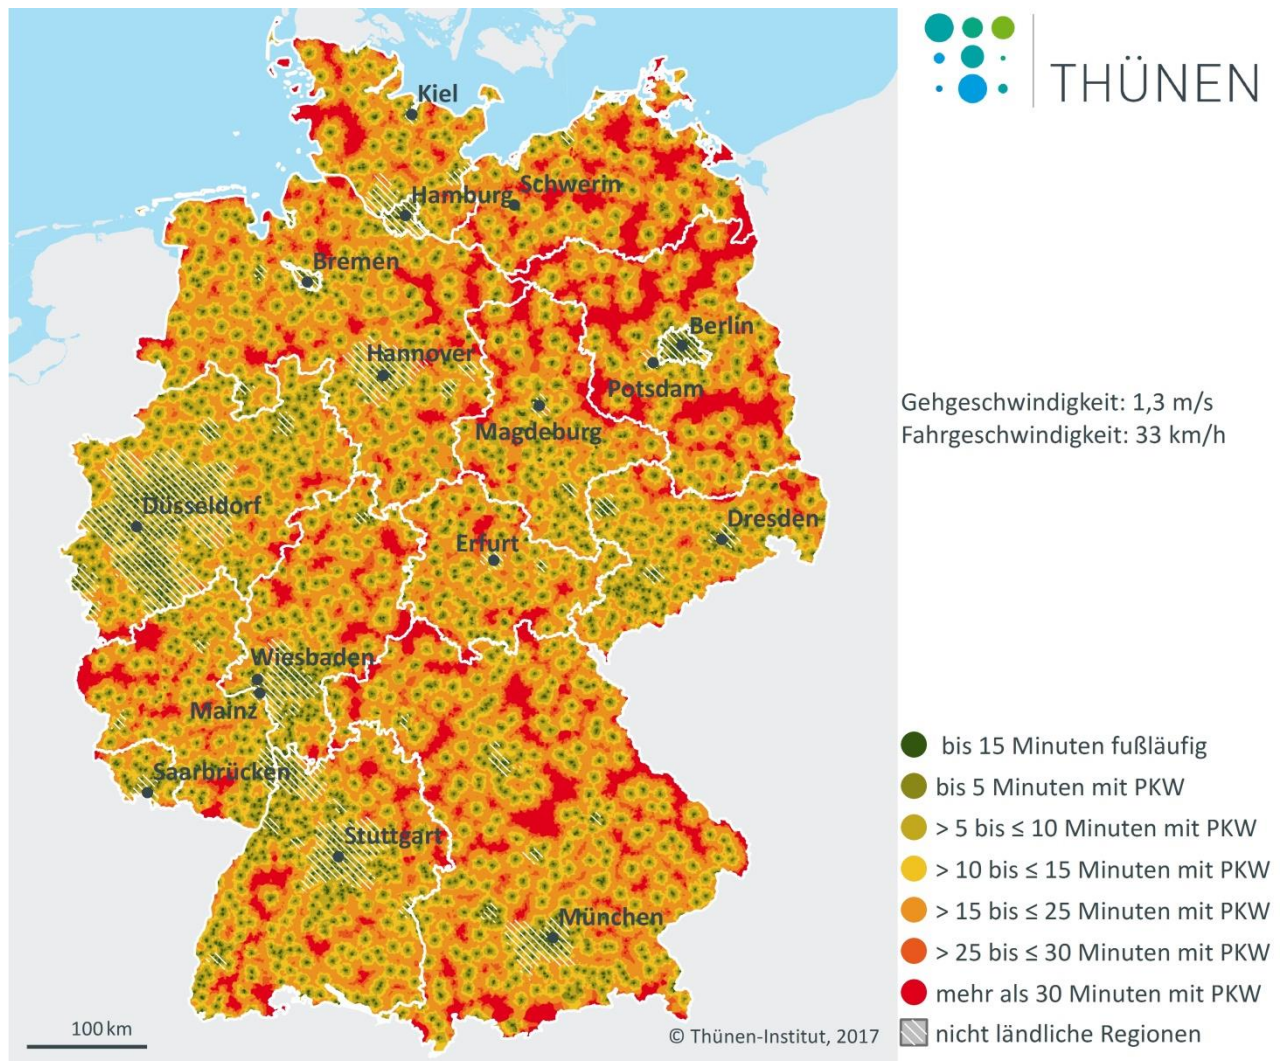 THÜNEN
Kiel
Schwerin
Hamburg
Bremen
Berlin
Hannover
Potsdam
Magdeburg
Düsseldorf
Dresden
Erfurt
Wiesbaden
Mainz
Saarbrücken
Stuttgart
München
100 km
© Thünen-Institut, 2017
Gehgeschwindigkeit: 1,3 m/s
Fahrgeschwindigkeit: 33 km/h
bis 15 Minuten fußläufig
bis 5 Minuten mit PKW
> 5 bis ≤ 10 Minuten mit PKW
> 10 bis ≤ 15 Minuten mit PKW
> 15 bis ≤ 25 Minuten mit PKW
> 25 bis ≤ 30 Minuten mit PKW
mehr als 30 Minuten mit PKW
nicht ländliche Regionen